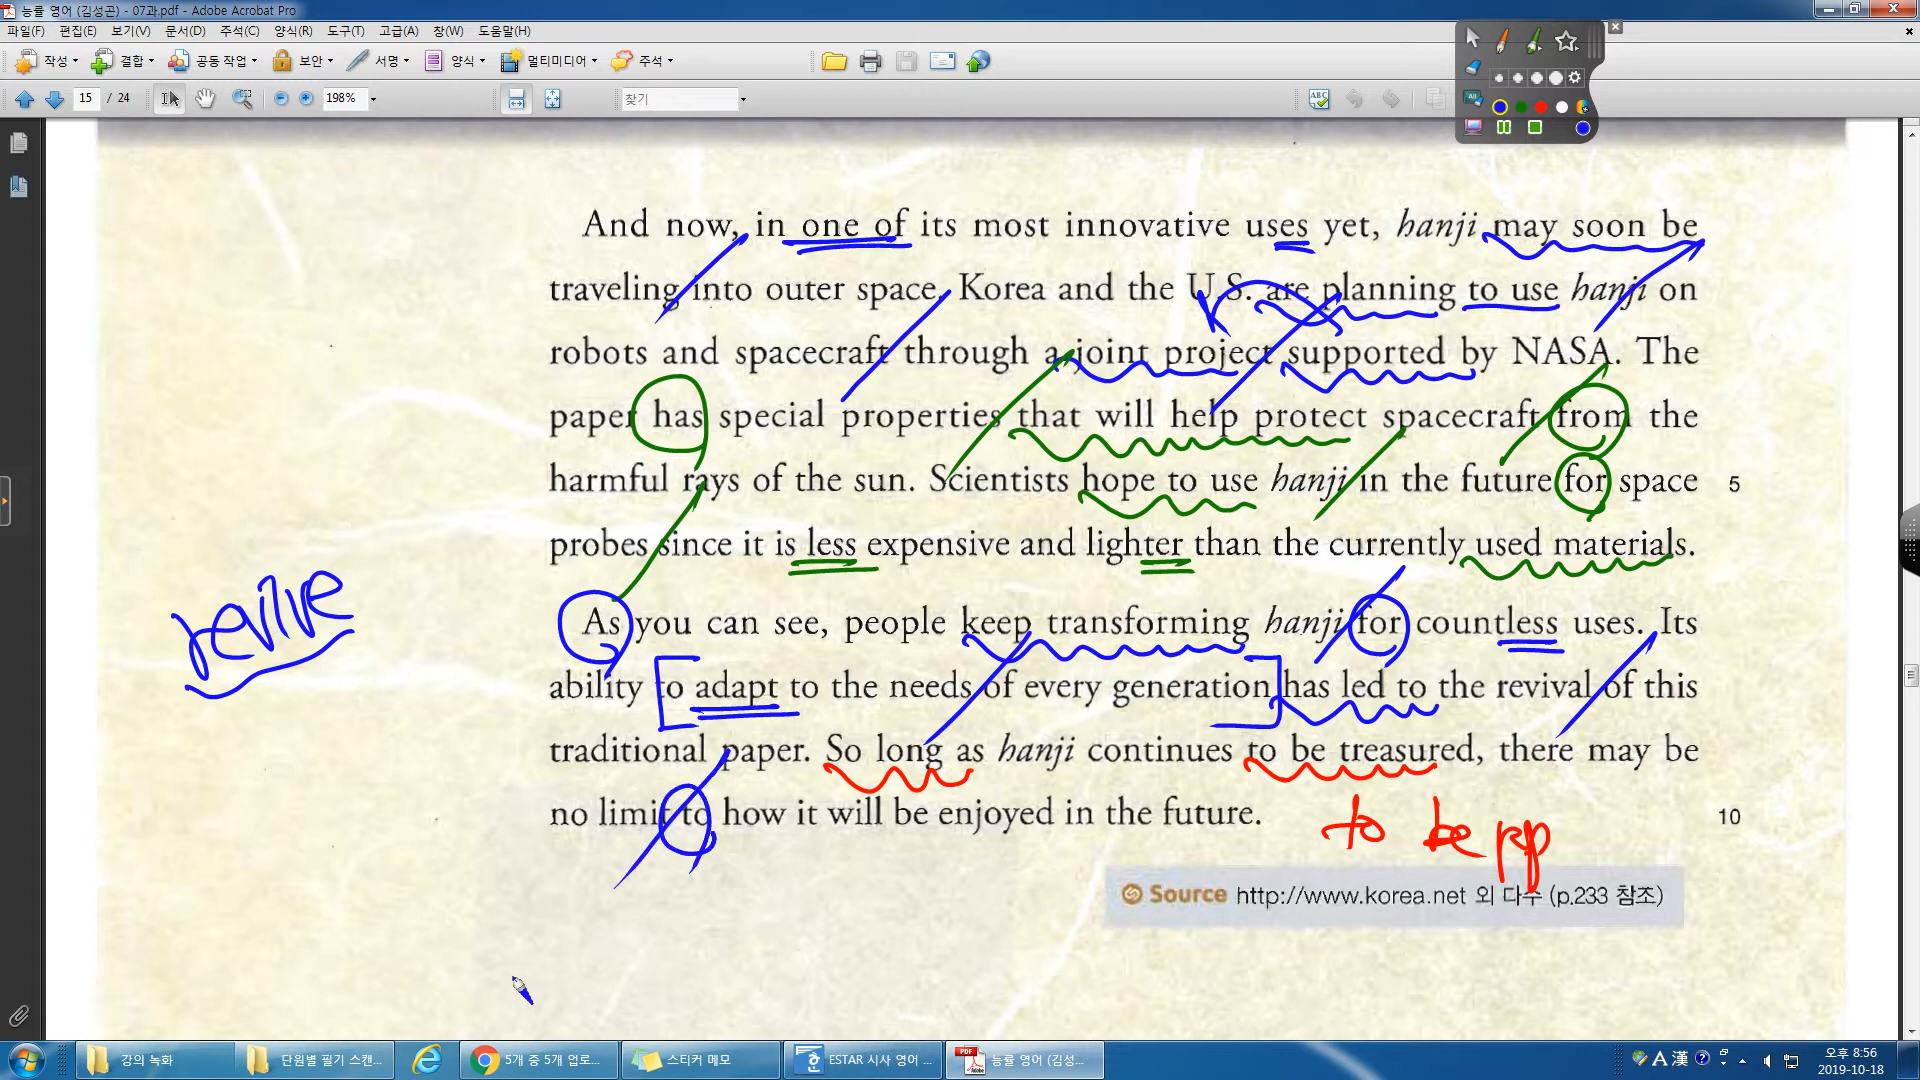 능률 영어 (김성곤) - 07과.pdf - Adobe Acrobat Pro
파일(F) 편집(E) 보기(V) 문서(D) 주석(C) 양식(R) 도구(T) 고급(A) 창(W) 도움말(H)
작성 결합 공동 작업 보안 서명 양식 멀티미디어 주석
15 / 24 198% 찾기
And now, in one of its most innovative uses yet, hanji may soon be
traveling into outer space. Korea and the U.S. are planning to use hanji on
robots and spacecraft through a joint project supported by NASA. The
paper has special properties that will help protect spacecraft from the
harmful rays of the sun. Scientists hope to use hanji in the future for space 5
probes since it is less expensive and lighter than the currently used materials.
revive
As you can see, people keep transforming hanji for countless uses. Its
ability to adapt to the needs of every generation has led to the revival of this
traditional paper. So long as hanji continues to be treasured, there may be
no limit to how it will be enjoyed in the future. 10
to be pp
Source http://www.korea.net 외 다수 (p.233 참조)
강의 녹화 단원별 필기 스캔... 5개 중 5개 업로... 스티커 메모 ESTAR 시사 영어 ... 능률 영어 (김성... A 漢 오후 8:56
2019-10-18